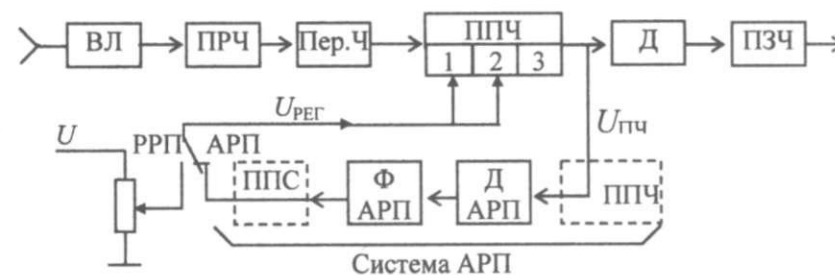 ППЧ
ВЛ ПРЧ Пер.Ч 1 2 3 Д ПЗЧ
UРЕГ
UПЧ
U РРП АРП
ППС Ф АРП Д АРП ППЧ
Система АРП